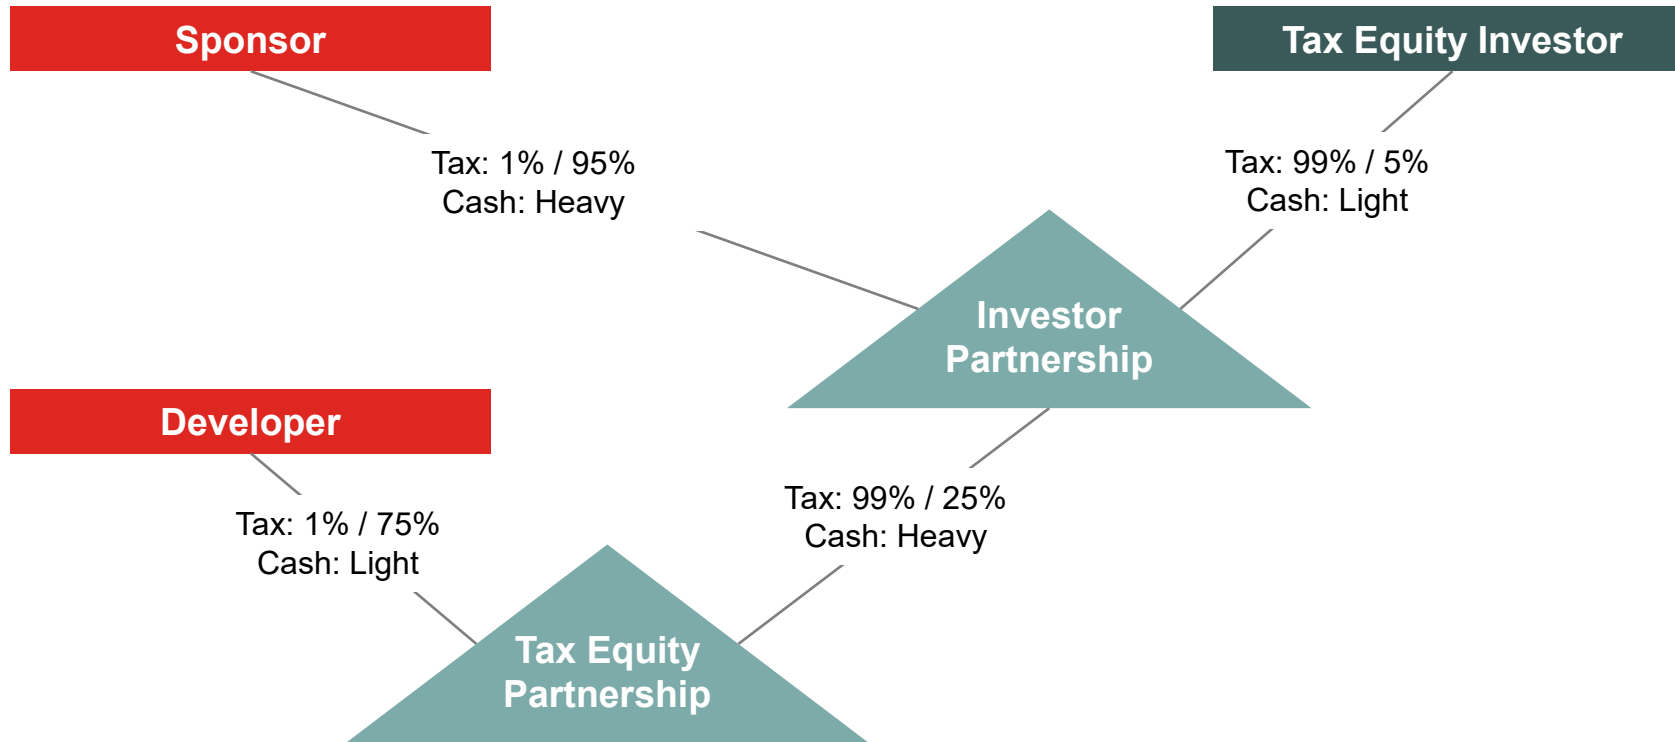 Sponsor
Tax Equity Investor
Tax: 1% / 95%
Cash: Heavy
Tax: 99% / 5%
Cash: Light
Investor
Partnership
Developer
Tax: 1% / 75%
Cash: Light
Tax: 99% / 25%
Cash: Heavy
Tax Equity
Partnership